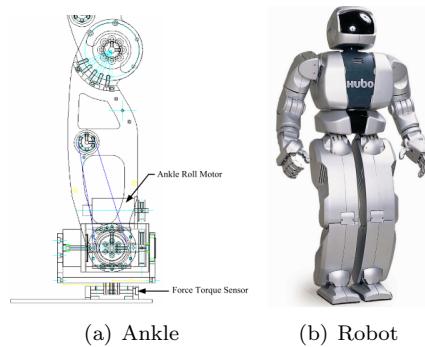 HUBO
Ankle Roll Motor
Force Torque Sensor
(a) Ankle
(b) Robot